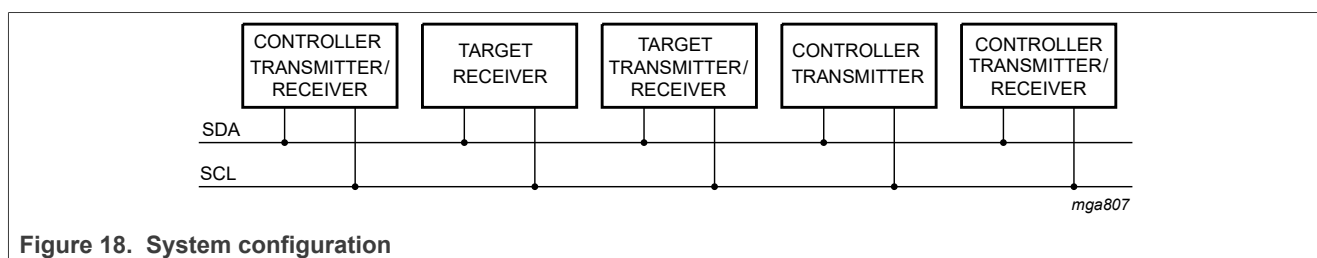 CONTROLLER
TRANSMITTER/
RECEIVER
TARGET
RECEIVER
TARGET
TRANSMITTER/
RECEIVER
CONTROLLER
TRANSMITTER
CONTROLLER
TRANSMITTER/
RECEIVER
SDA
SCL
mga807
Figure 18. System configuration